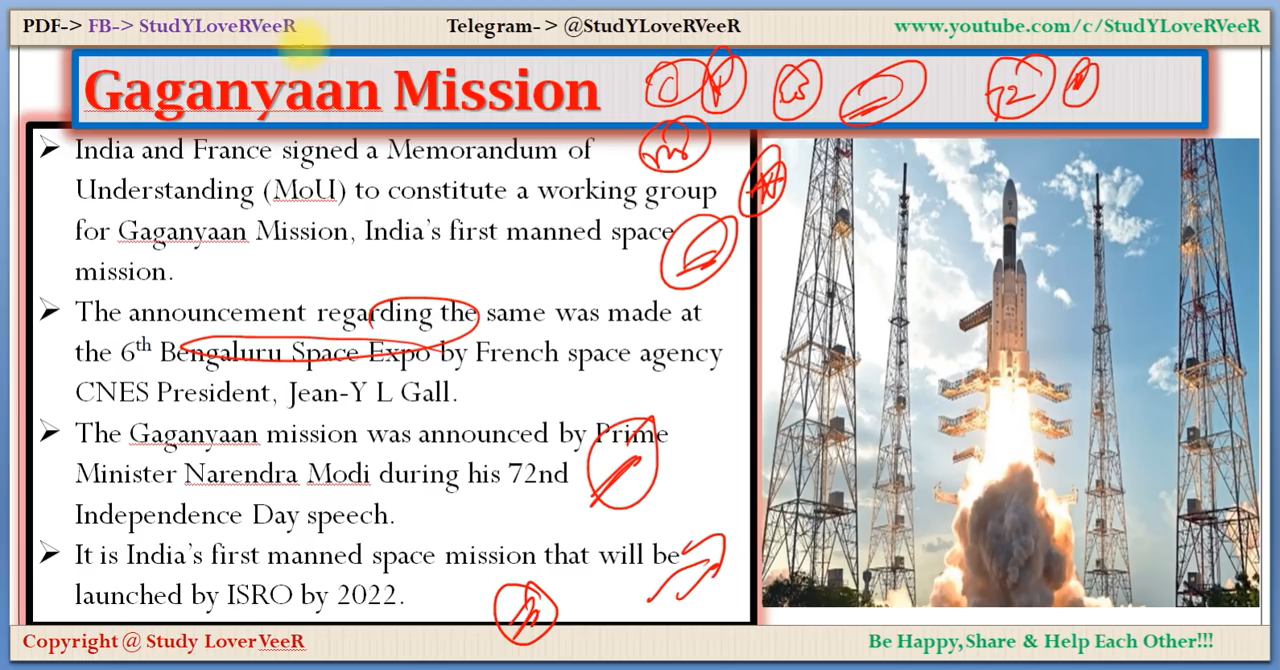 PDF-> FB-> StudYLoveRVeeR
Telegram-> @StudYLoveRVeeR
www.youtube.com/c/StudYLoveRVeeR
Gaganyaan Mission
➢ India and France signed a Memorandum of
Understanding (MoU) to constitute a working group
for Gaganyaan Mission, India's first manned space
mission.
➢ The announcement regarding the same was made at
the 6th Bengaluru Space Expo by French space agency
CNES President, Jean-Y L Gall.
➢ The Gaganyaan mission was announced by Prime
Minister Narendra Modi during his 72nd
Independence Day speech.
➢ It is India's first manned space mission that will be
launched by ISRO by 2022.
Copyright @ Study LoverVeeR
Be Happy,Share & Help Each Other!!!